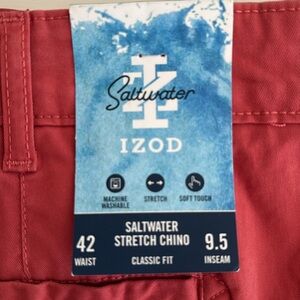 Saltwater
IZOD
MACHINE WASHABLE
STRETCH
SOFT TOUCH
SALTWATER
STRETCH CHINO
42
WAIST
CLASSIC FIT
9.5
INSEAM